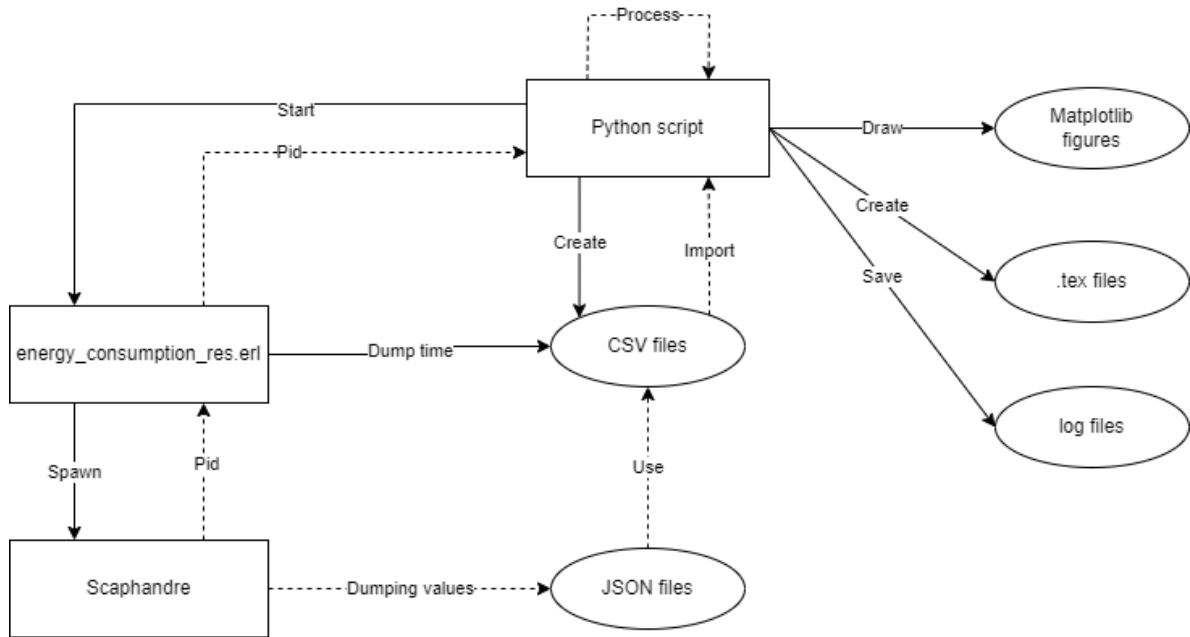 Process
Start
Python script
Draw
Matplotlib
figures
Pid
Create
Create
Import
.tex files
Save
energy_consumption_res.erl
Dump time
CSV files
log files
Spawn
Pid
Use
Scaphandre
Dumping values
JSON files